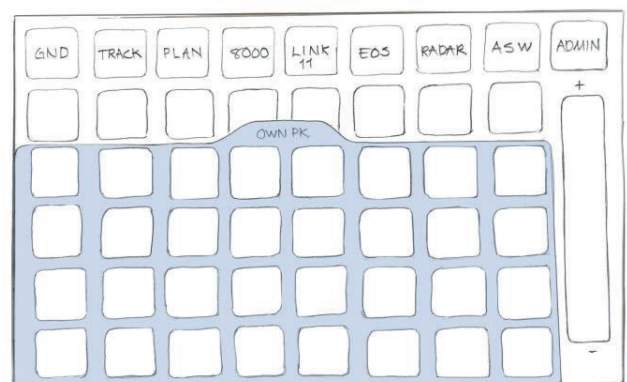 GND
TRACK
PLAN
8000
LINK
11
EOS
RADAR
ASW
ADMIN
+
OWN PK
-